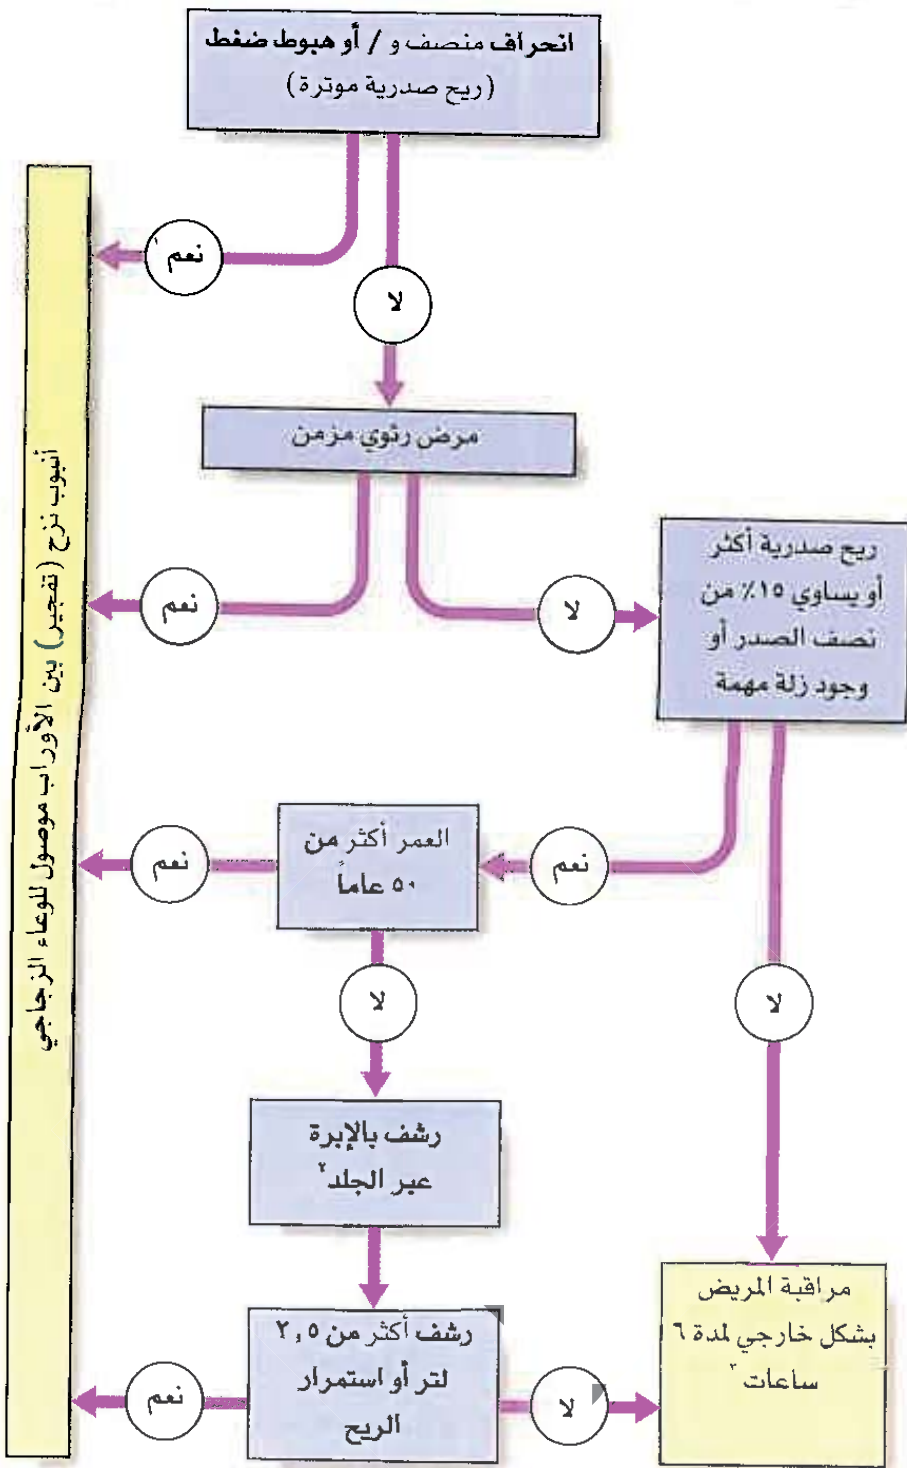 انحراف منصف و / أو هبوط ضغط
(ريح صدرية موترة)
نعم ١
لا
مرض رئوي مزمن
نعم
لا
ريح صدرية أكثر
أو يساوي ١٥٪ من
نصف الصدر أو
وجود زلة مهمة
نعم
العمر أكثر من
٥٠ عاماً
نعم
لا
لا
رشف بالإبرة
عبر الجلد ٢
رشف أكثر من ٢,٥
لتر أو استمرار
الريح
نعم
لا
مراقبة المريض
بشكل خارجي لمدة ٦
ساعات ٣
أنبوب نزح (تفجير) بين الأوراب موصول للوعاء الزجاجي